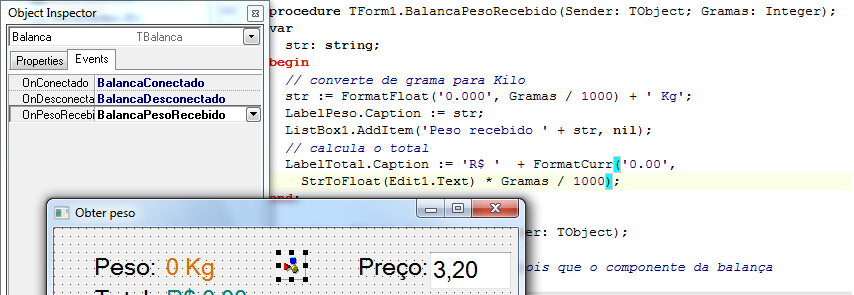 Object Inspector
Balanca TBalanca
Properties Events
OnConectado BalancaConectado
OnDesconecta BalancaDesconectado
OnPesoRecebi BalancaPesoRecebido
procedure TForm1.BalancaPesoRecebido(Sender: TObject; Gramas: Integer);
var
str: string;
begin
// converte de grama para Kilo
str := FormatFloat('0.000', Gramas / 1000) + ' Kg';
LabelPeso.Caption := str;
ListBox1.AddItem('Peso recebido ' + str, nil);
// calcula o total
LabelTotal.Caption := 'R$ ' + FormatCurr('0.00',
StrToFloat(Edit1.Text) * Gramas / 1000);
end;
er: TObject);
ois que o componente da balança
Obter peso
Peso: 0 Kg Preço: 3,20
Total: R$ 0,00